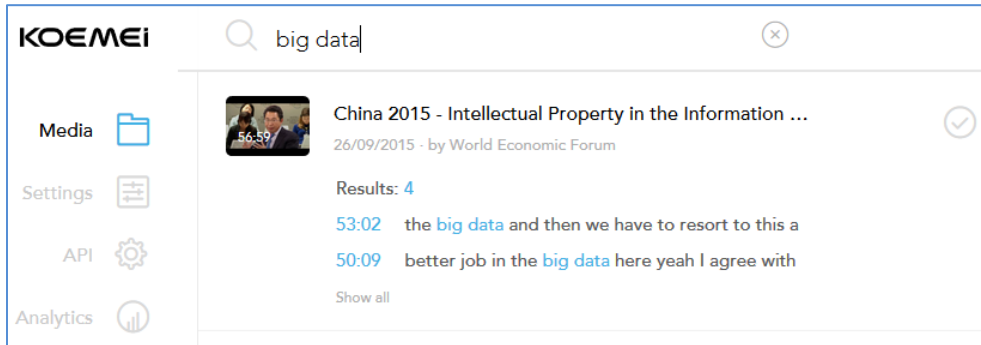 KOEMEI
big data
Media
Settings
API
Analytics
56:59
China 2015 - Intellectual Property in the Information ...
26/09/2015 - by World Economic Forum
Results: 4
53:02 the big data and then we have to resort to this a
50:09 better job in the big data here yeah I agree with
Show all